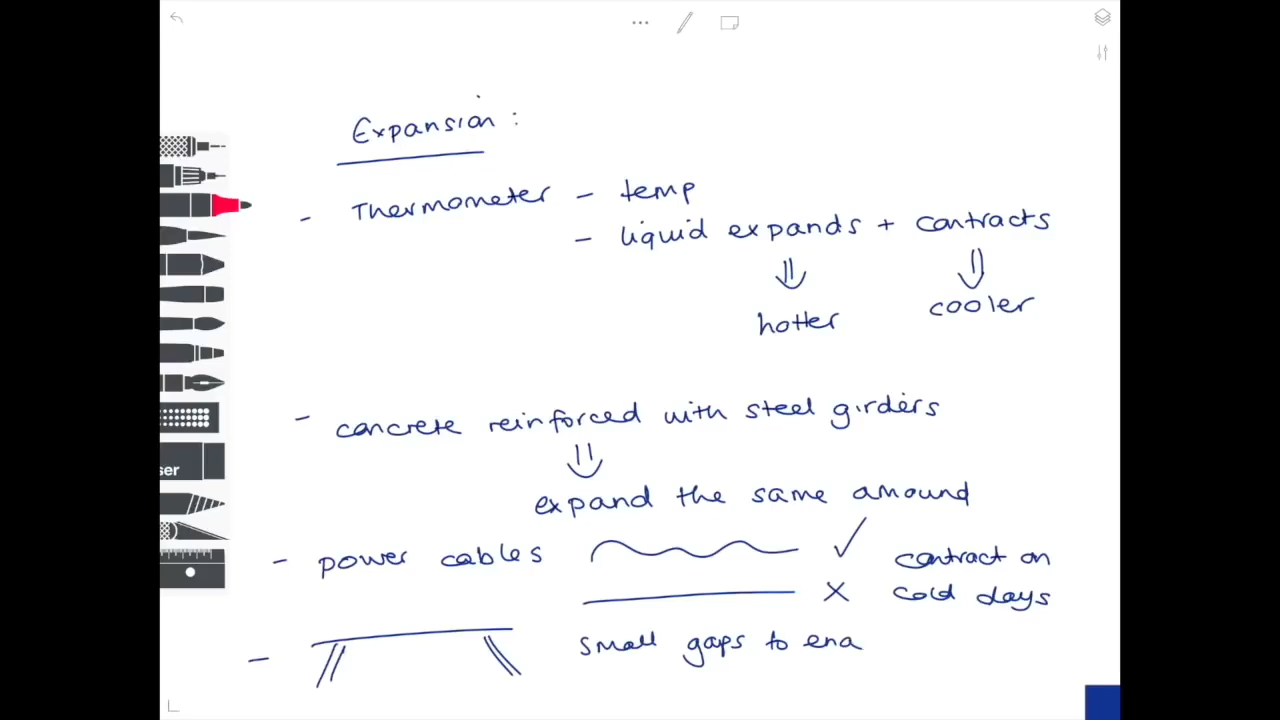 Expansion :
- Thermometer - temp
- liquid expands + contracts
⇓ ⇓
hotter cooler
- concrete reinforced with steel girders
⇓
expand the same amound
- power cables ✓ contract on
X cold days
- small gaps to ena
ser